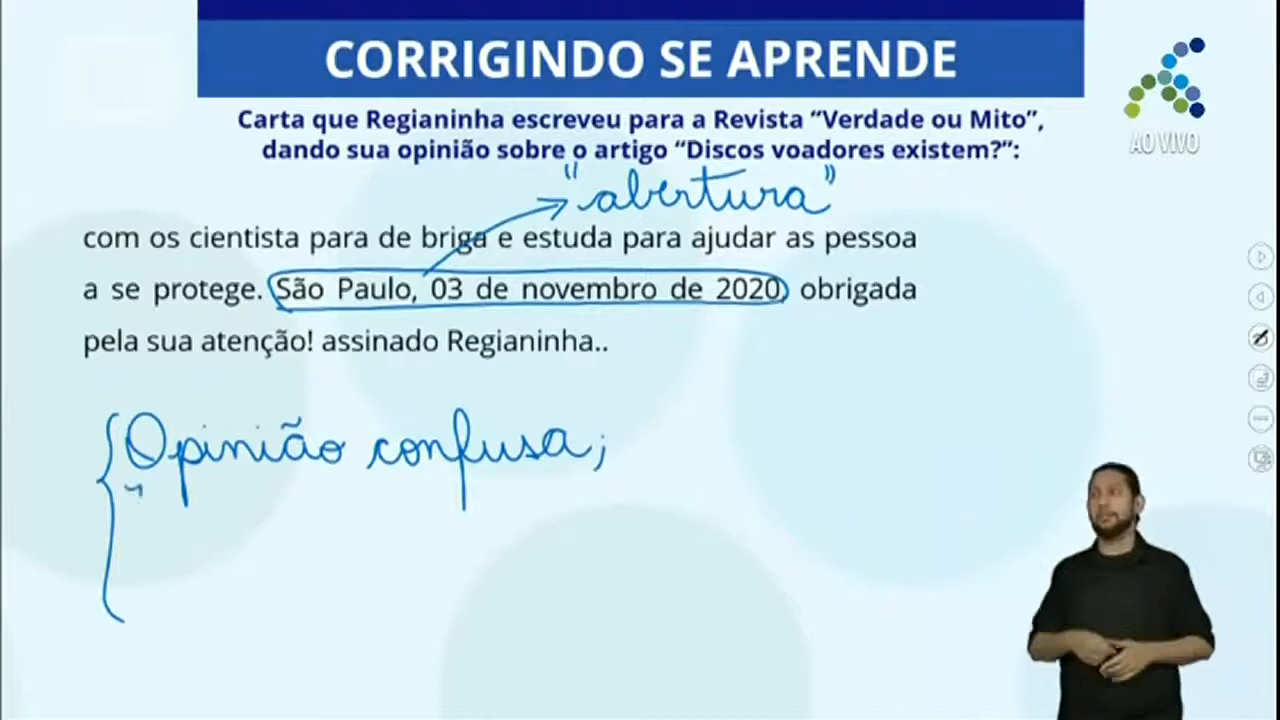 CORRIGINDO SE APRENDE
Carta que Regianinha escreveu para a Revista “Verdade ou Mito”,
dando sua opinião sobre o artigo “Discos voadores existem?”:
"abertura"
com os cientista para de briga e estuda para ajudar as pessoa
a se protege. São Paulo, 03 de novembro de 2020 obrigada
pela sua atenção! assinado Regianinha..
Opinião confusa;
AO VIVO